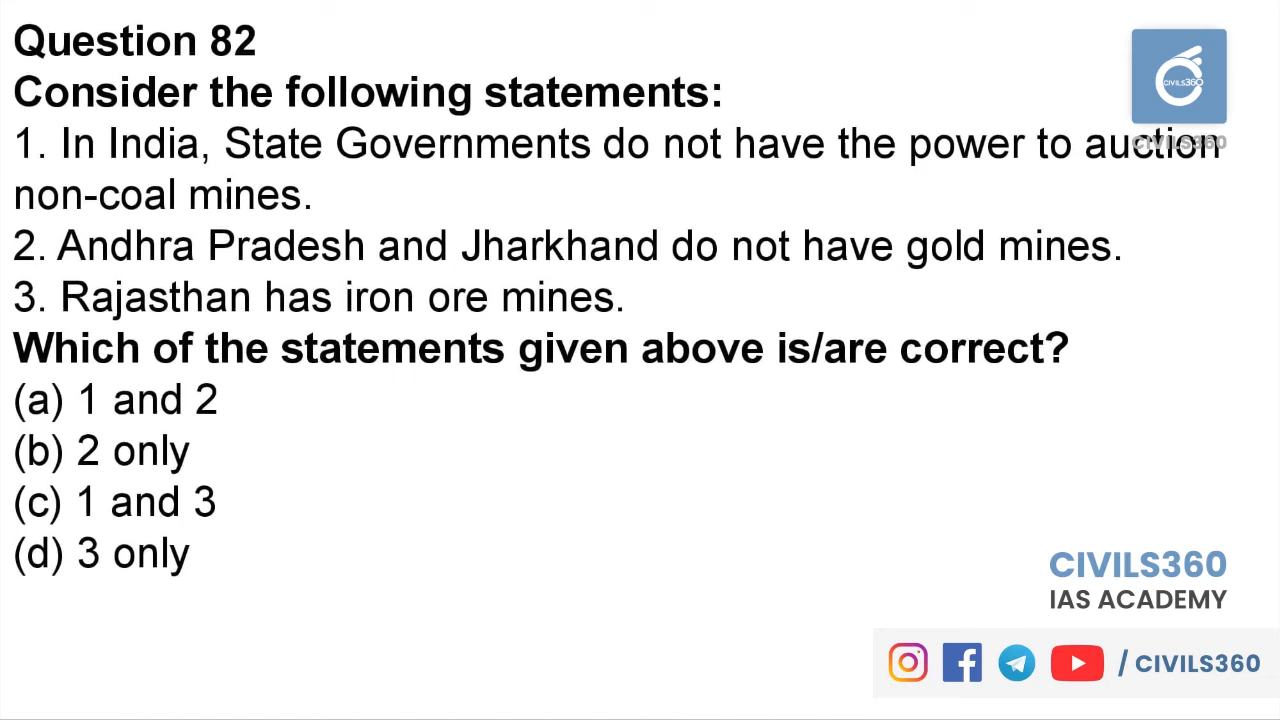 Question 82
Consider the following statements:
1. In India, State Governments do not have the power to auction
non-coal mines.
2. Andhra Pradesh and Jharkhand do not have gold mines.
3. Rajasthan has iron ore mines.
Which of the statements given above is/are correct?
(a) 1 and 2
(b) 2 only
(c) 1 and 3
(d) 3 only
CIVILS360
CIVILS360
CIVILS360
IAS ACADEMY
/ CIVILS360